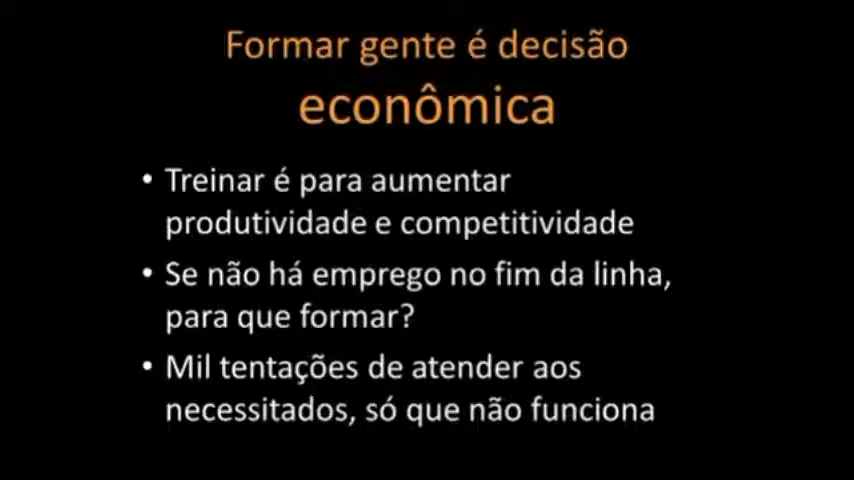 Formar gente é decisão
econômica
• Treinar é para aumentar
produtividade e competitividade
• Se não há emprego no fim da linha,
para que formar?
• Mil tentações de atender aos
necessitados, só que não funciona